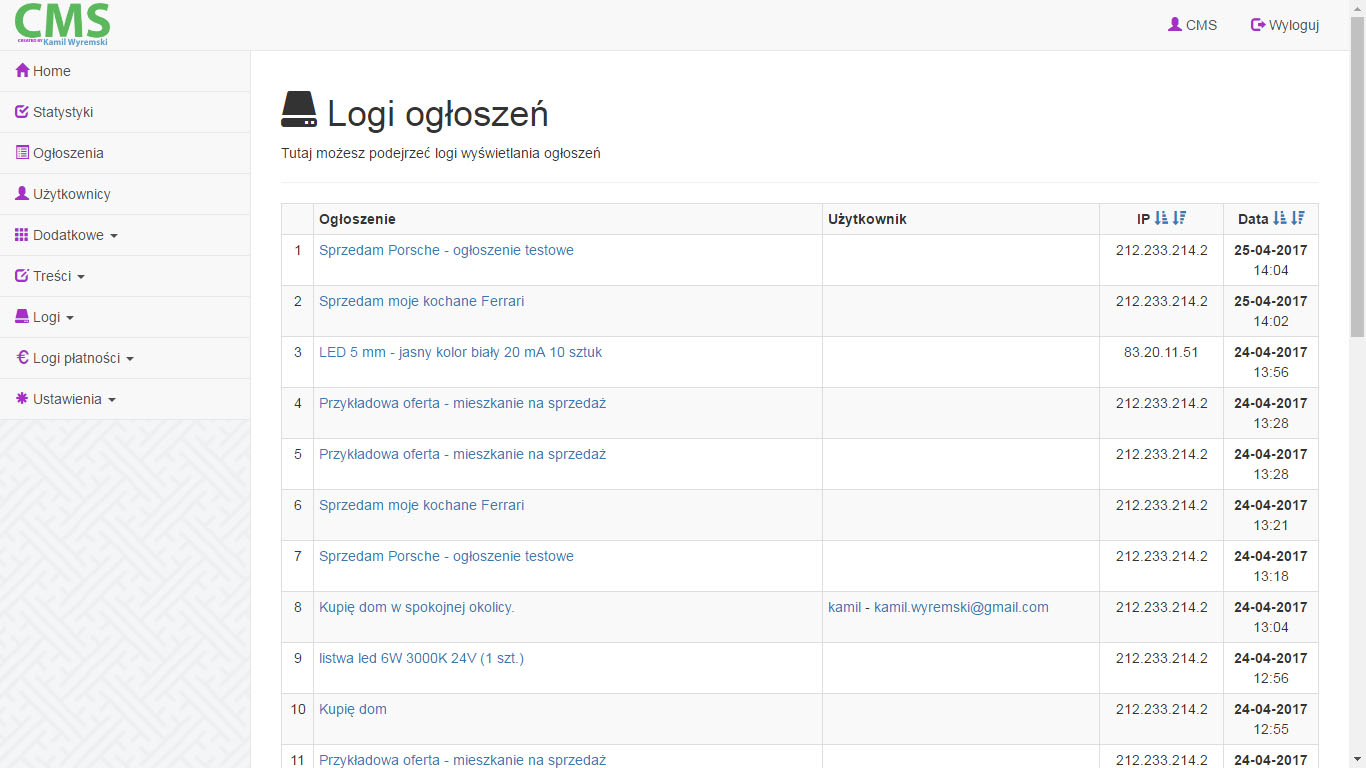 CMS
CREATED BY Kamil Wyremski
CMS
Wyloguj
Home
Statystyki
Ogłoszenia
Użytkownicy
Dodatkowe
Treści
Logi
Logi płatności
Ustawienia
Logi ogłoszeń
Tutaj możesz podejrzeć logi wyświetlania ogłoszeń
Ogłoszenie Użytkownik IP Data
1 Sprzedam Porsche - ogłoszenie testowe 212.233.214.2 25-04-2017
14:04
2 Sprzedam moje kochane Ferrari 212.233.214.2 25-04-2017
14:02
3 LED 5 mm - jasny kolor biały 20 mA 10 sztuk 83.20.11.51 24-04-2017
13:56
4 Przykładowa oferta - mieszkanie na sprzedaż 212.233.214.2 24-04-2017
13:28
5 Przykładowa oferta - mieszkanie na sprzedaż 212.233.214.2 24-04-2017
13:28
6 Sprzedam moje kochane Ferrari 212.233.214.2 24-04-2017
13:21
7 Sprzedam Porsche - ogłoszenie testowe 212.233.214.2 24-04-2017
13:18
8 Kupię dom w spokojnej okolicy. kamil - kamil.wyremski@gmail.com 212.233.214.2 24-04-2017
13:04
9 listwa led 6W 3000K 24V (1 szt.) 212.233.214.2 24-04-2017
12:56
10 Kupię dom 212.233.214.2 24-04-2017
12:55
11 Przykładowa oferta - mieszkanie na sprzedaż 212.233.214.2 24-04-2017